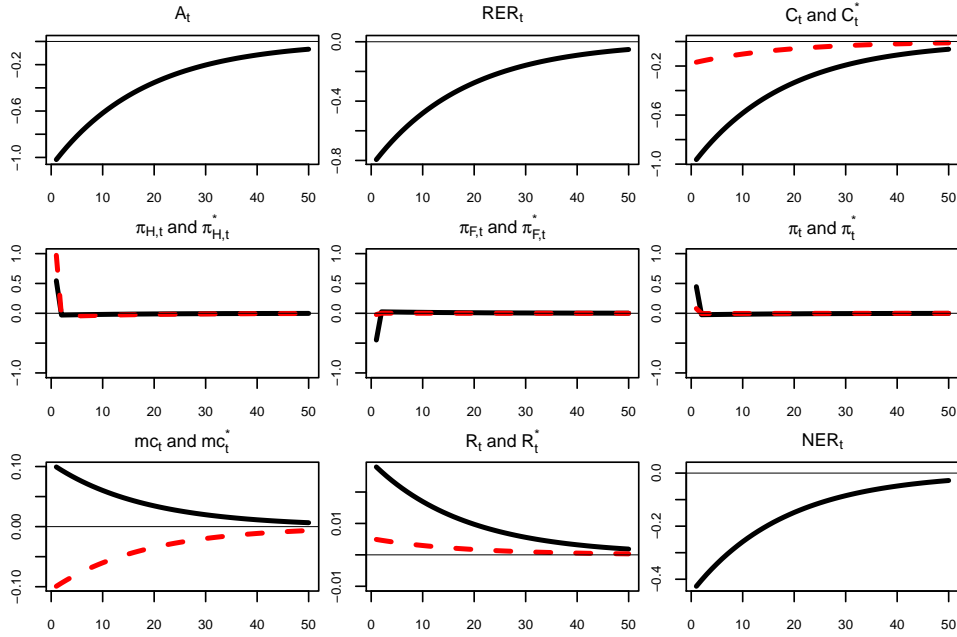 A_t
RER_t
C_t and C_t^*
−0.2
−0.6
−1.0
0 10 20 30 40 50
0.0
−0.4
−0.8
0 10 20 30 40 50
−0.2
−0.6
−1.0
0 10 20 30 40 50
π_{H,t} and π_{H,t}^*
π_{F,t} and π_{F,t}^*
π_t and π_t^*
1.0
0.5
0.0
−1.0
0 10 20 30 40 50
1.0
0.5
0.0
−1.0
0 10 20 30 40 50
1.0
0.5
0.0
−1.0
0 10 20 30 40 50
mc_t and mc_t^*
R_t and R_t^*
NER_t
0.10
0.00
−0.10
0 10 20 30 40 50
0.01
−0.01
0 10 20 30 40 50
0.0
−0.2
−0.4
0 10 20 30 40 50